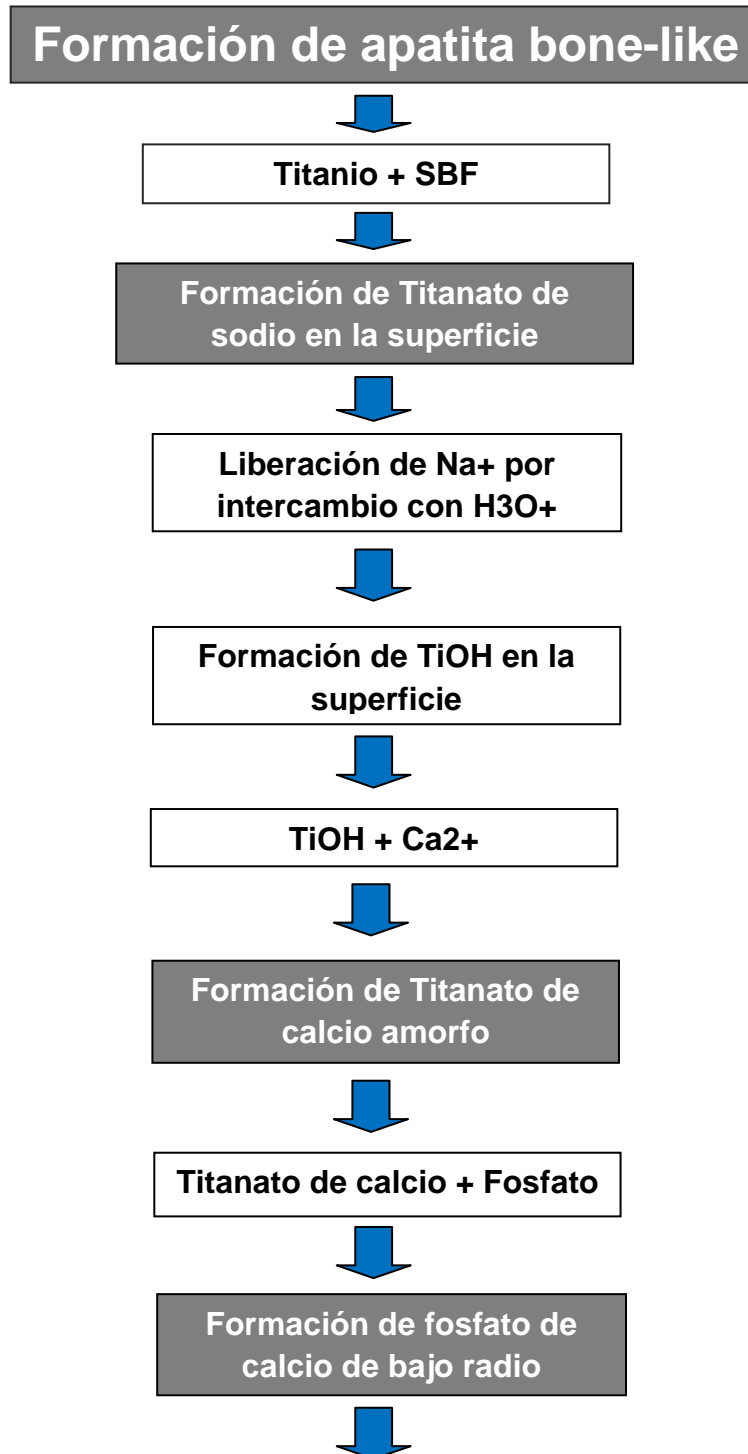 Formación de apatita bone-like
Titanio + SBF
Formación de Titanato de
sodio en la superficie
Liberación de Na+ por
intercambio con H3O+
Formación de TiOH en la
superficie
TiOH + Ca2+
Formación de Titanato de
calcio amorfo
Titanato de calcio + Fosfato
Formación de fosfato de
calcio de bajo radio